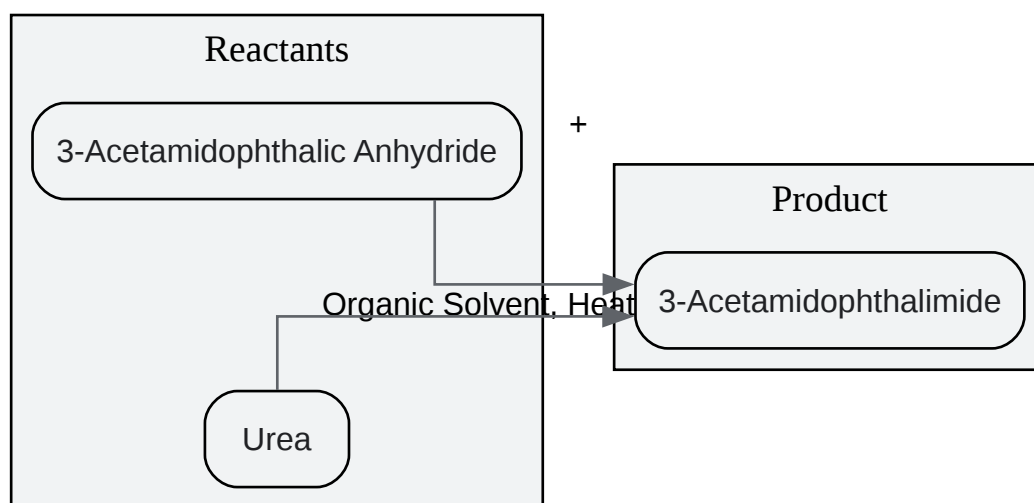 Reactants
3-Acetamidophthalic Anhydride
+
Product
Organic Solvent, Heat
3-Acetamidophthalimide
Urea